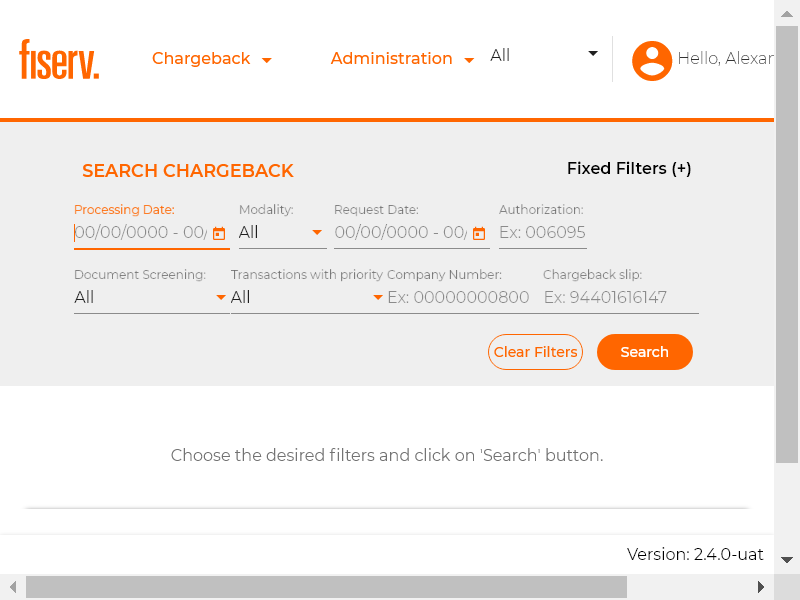 fiserv.
Chargeback
Administration
All
Hello, Alexar
SEARCH CHARGEBACK
Fixed Filters (+)
Processing Date:
Modality:
Request Date:
Authorization:
00/00/0000 - 00/
All
00/00/0000 - 00/
Ex: 006095
Document Screening:
Transactions with priority
Company Number:
Chargeback slip:
All
All
Ex: 00000000800
Ex: 94401616147
Clear Filters
Search
Choose the desired filters and click on 'Search' button.
Version: 2.4.0-uat